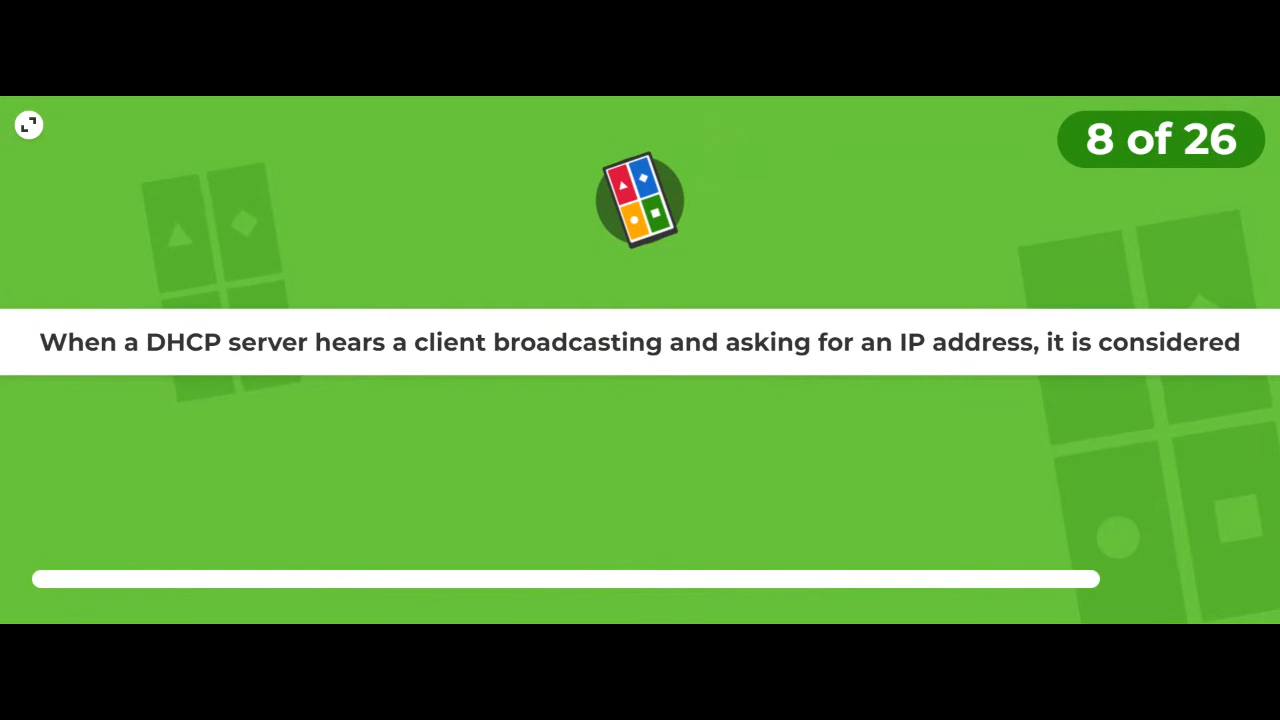 8 of 26
When a DHCP server hears a client broadcasting and asking for an IP address, it is considered